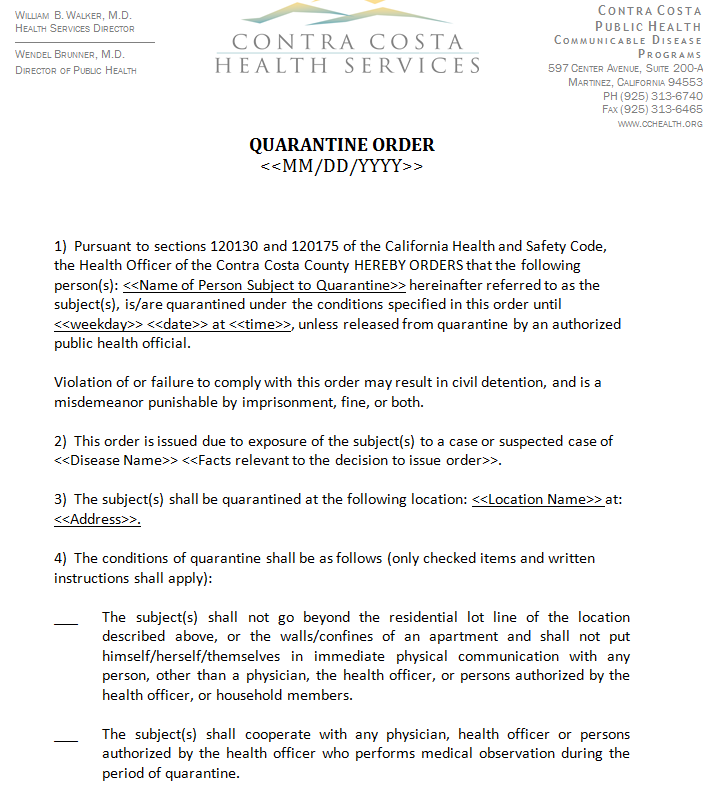 WILLIAM B. WALKER, M.D.
HEALTH SERVICES DIRECTOR
WENDEL BRUNNER, M.D.
DIRECTOR OF PUBLIC HEALTH
CONTRA COSTA
HEALTH SERVICES
CONTRA COSTA
PUBLIC HEALTH
COMMUNICABLE DISEASE
PROGRAMS
597 CENTER AVENUE, SUITE 200-A
MARTINEZ, CALIFORNIA 94553
PH (925) 313-6740
FAX (925) 313-6465
WWW.CCHEALTH.ORG
QUARANTINE ORDER
<<MM/DD/YYYY>>
1) Pursuant to sections 120130 and 120175 of the California Health and Safety Code,
the Health Officer of the Contra Costa County HEREBY ORDERS that the following
person(s): <<Name of Person Subject to Quarantine>> hereinafter referred to as the
subject(s), is/are quarantined under the conditions specified in this order until
<<weekday>> <<date>> at <<time>>, unless released from quarantine by an authorized
public health official.
Violation of or failure to comply with this order may result in civil detention, and is a
misdemeanor punishable by imprisonment, fine, or both.
2) This order is issued due to exposure of the subject(s) to a case or suspected case of
<<Disease Name>> <<Facts relevant to the decision to issue order>>.
3) The subject(s) shall be quarantined at the following location: <<Location Name>> at:
<<Address>>.
4) The conditions of quarantine shall be as follows (only checked items and written
instructions shall apply):
___ The subject(s) shall not go beyond the residential lot line of the location
described above, or the walls/confines of an apartment and shall not put
himself/herself/themselves in immediate physical communication with any
person, other than a physician, the health officer, or persons authorized by the
health officer, or household members.
___ The subject(s) shall cooperate with any physician, health officer or persons
authorized by the health officer who performs medical observation during the
period of quarantine.